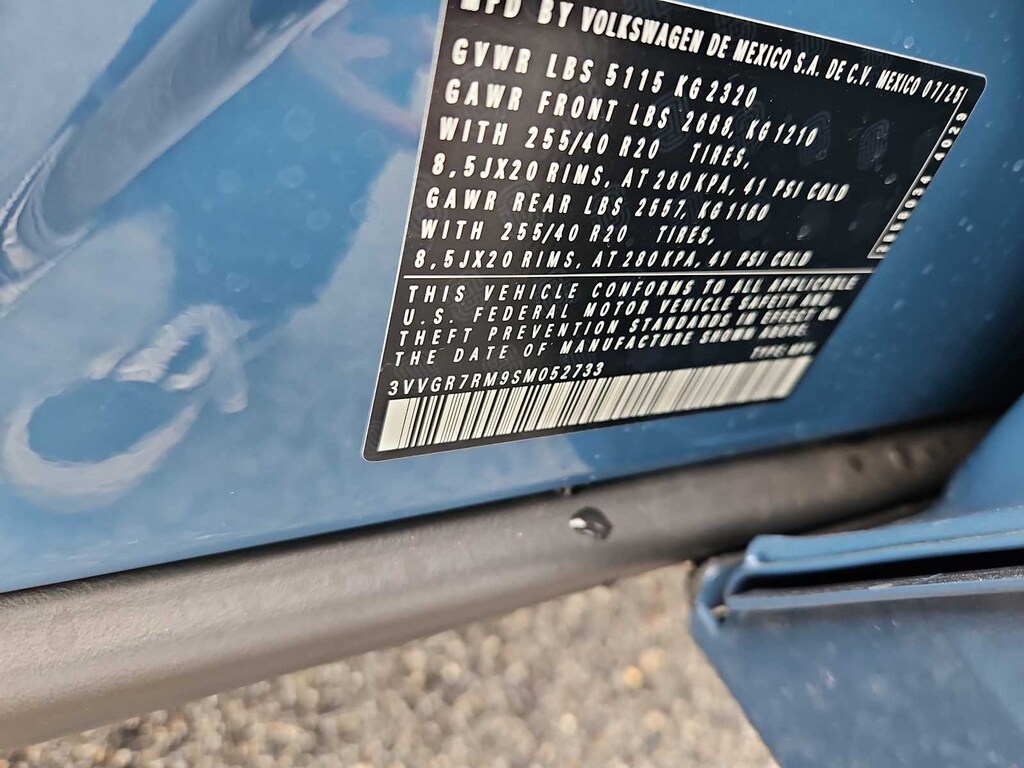 MFD BY VOLKSWAGEN DE MEXICO S.A. DE C.V. MEXICO 07/25
GVWR LBS 5115 KG 2320
GAWR FRONT LBS 2668, KG 1210
WITH 255/40 R20 TIRES,
8,5JX20 RIMS, AT 280 KPA, 41 PSI COLD
GAWR REAR LBS 2557, KG 1160
WITH 255/40 R20 TIRES,
8,5JX20 RIMS, AT 280 KPA, 41 PSI COLD
THIS VEHICLE CONFORMS TO ALL APPLICABLE
U.S. FEDERAL MOTOR VEHICLE SAFETY AND
THEFT PREVENTION STANDARDS IN EFFECT ON
THE DATE OF MANUFACTURE SHOWN ABOVE.
3VVGR7RM9SM052733
TYPE: MPV